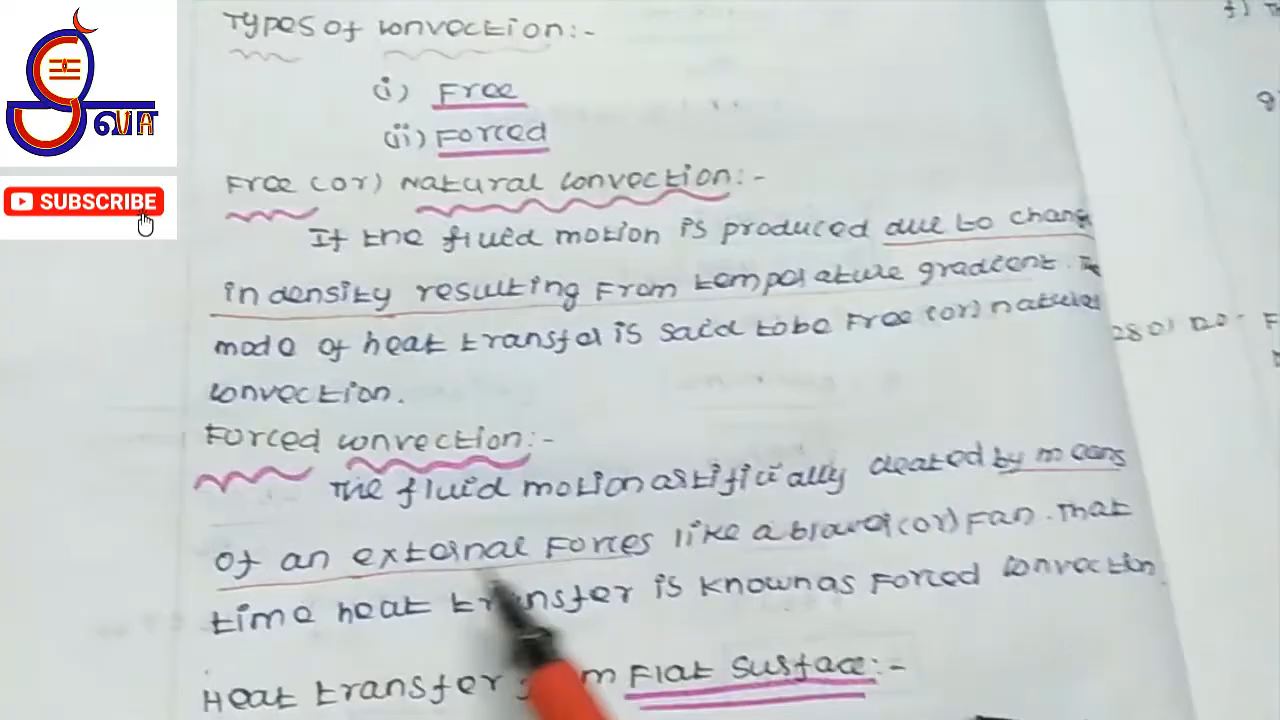 Types of convection:-
(i) Free
(ii) Forced
Free (or) Natural convection:-
If the fluid motion is produced due to change
in density resulting from temperature gradient. The
mode of heat transfer is said to be Free (or) natural
convection.
Forced convection:-
The fluid motion artificially created by means
of an external forces like a blower (or) Fan. That
time heat transfer is known as Forced convection.
Heat transfer Flat Surface:-
SUBSCRIBE